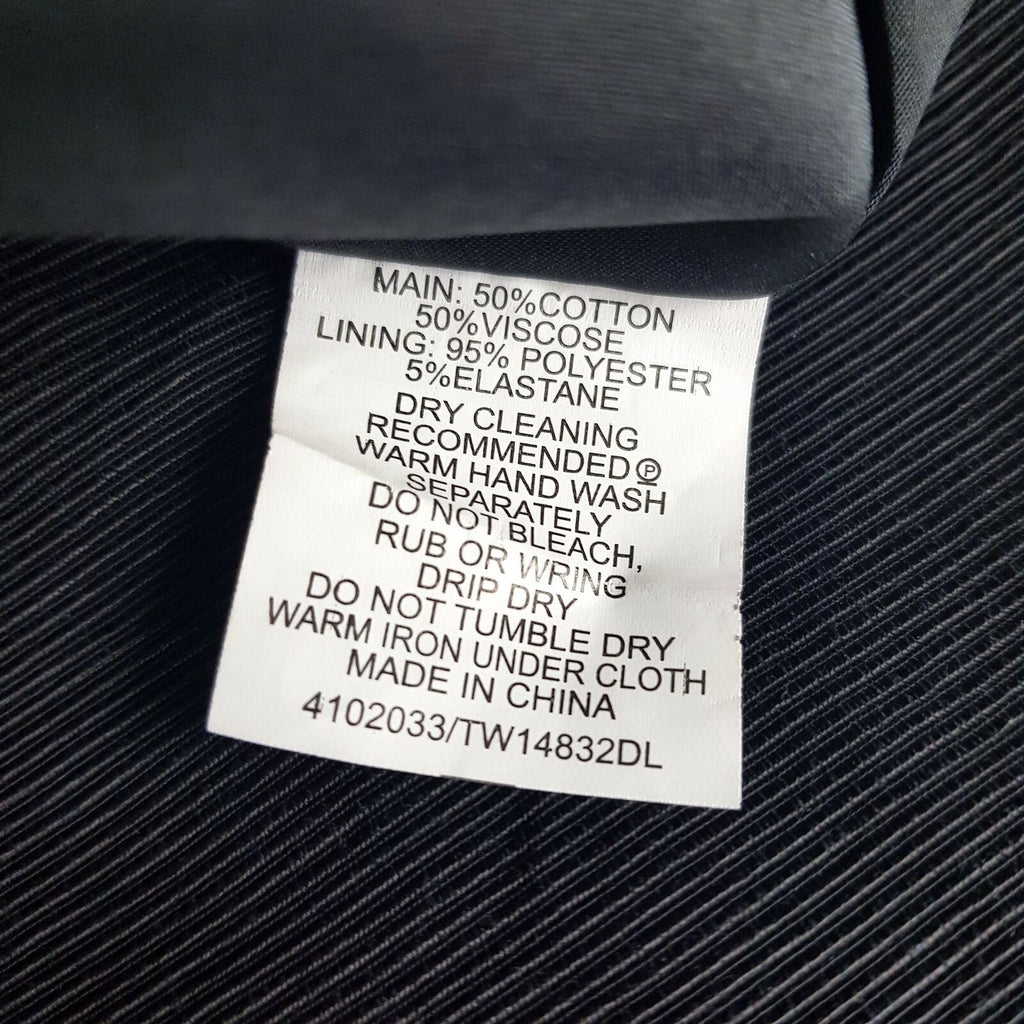 MAIN: 50%COTTON
50%VISCOSE
LINING: 95% POLYESTER
5%ELASTANE
DRY CLEANING
RECOMMENDED Ⓟ
WARM HAND WASH
SEPARATELY
DO NOT BLEACH,
RUB OR WRING
DRIP DRY
DO NOT TUMBLE DRY
WARM IRON UNDER CLOTH
MADE IN CHINA
4102033/TW14832DL